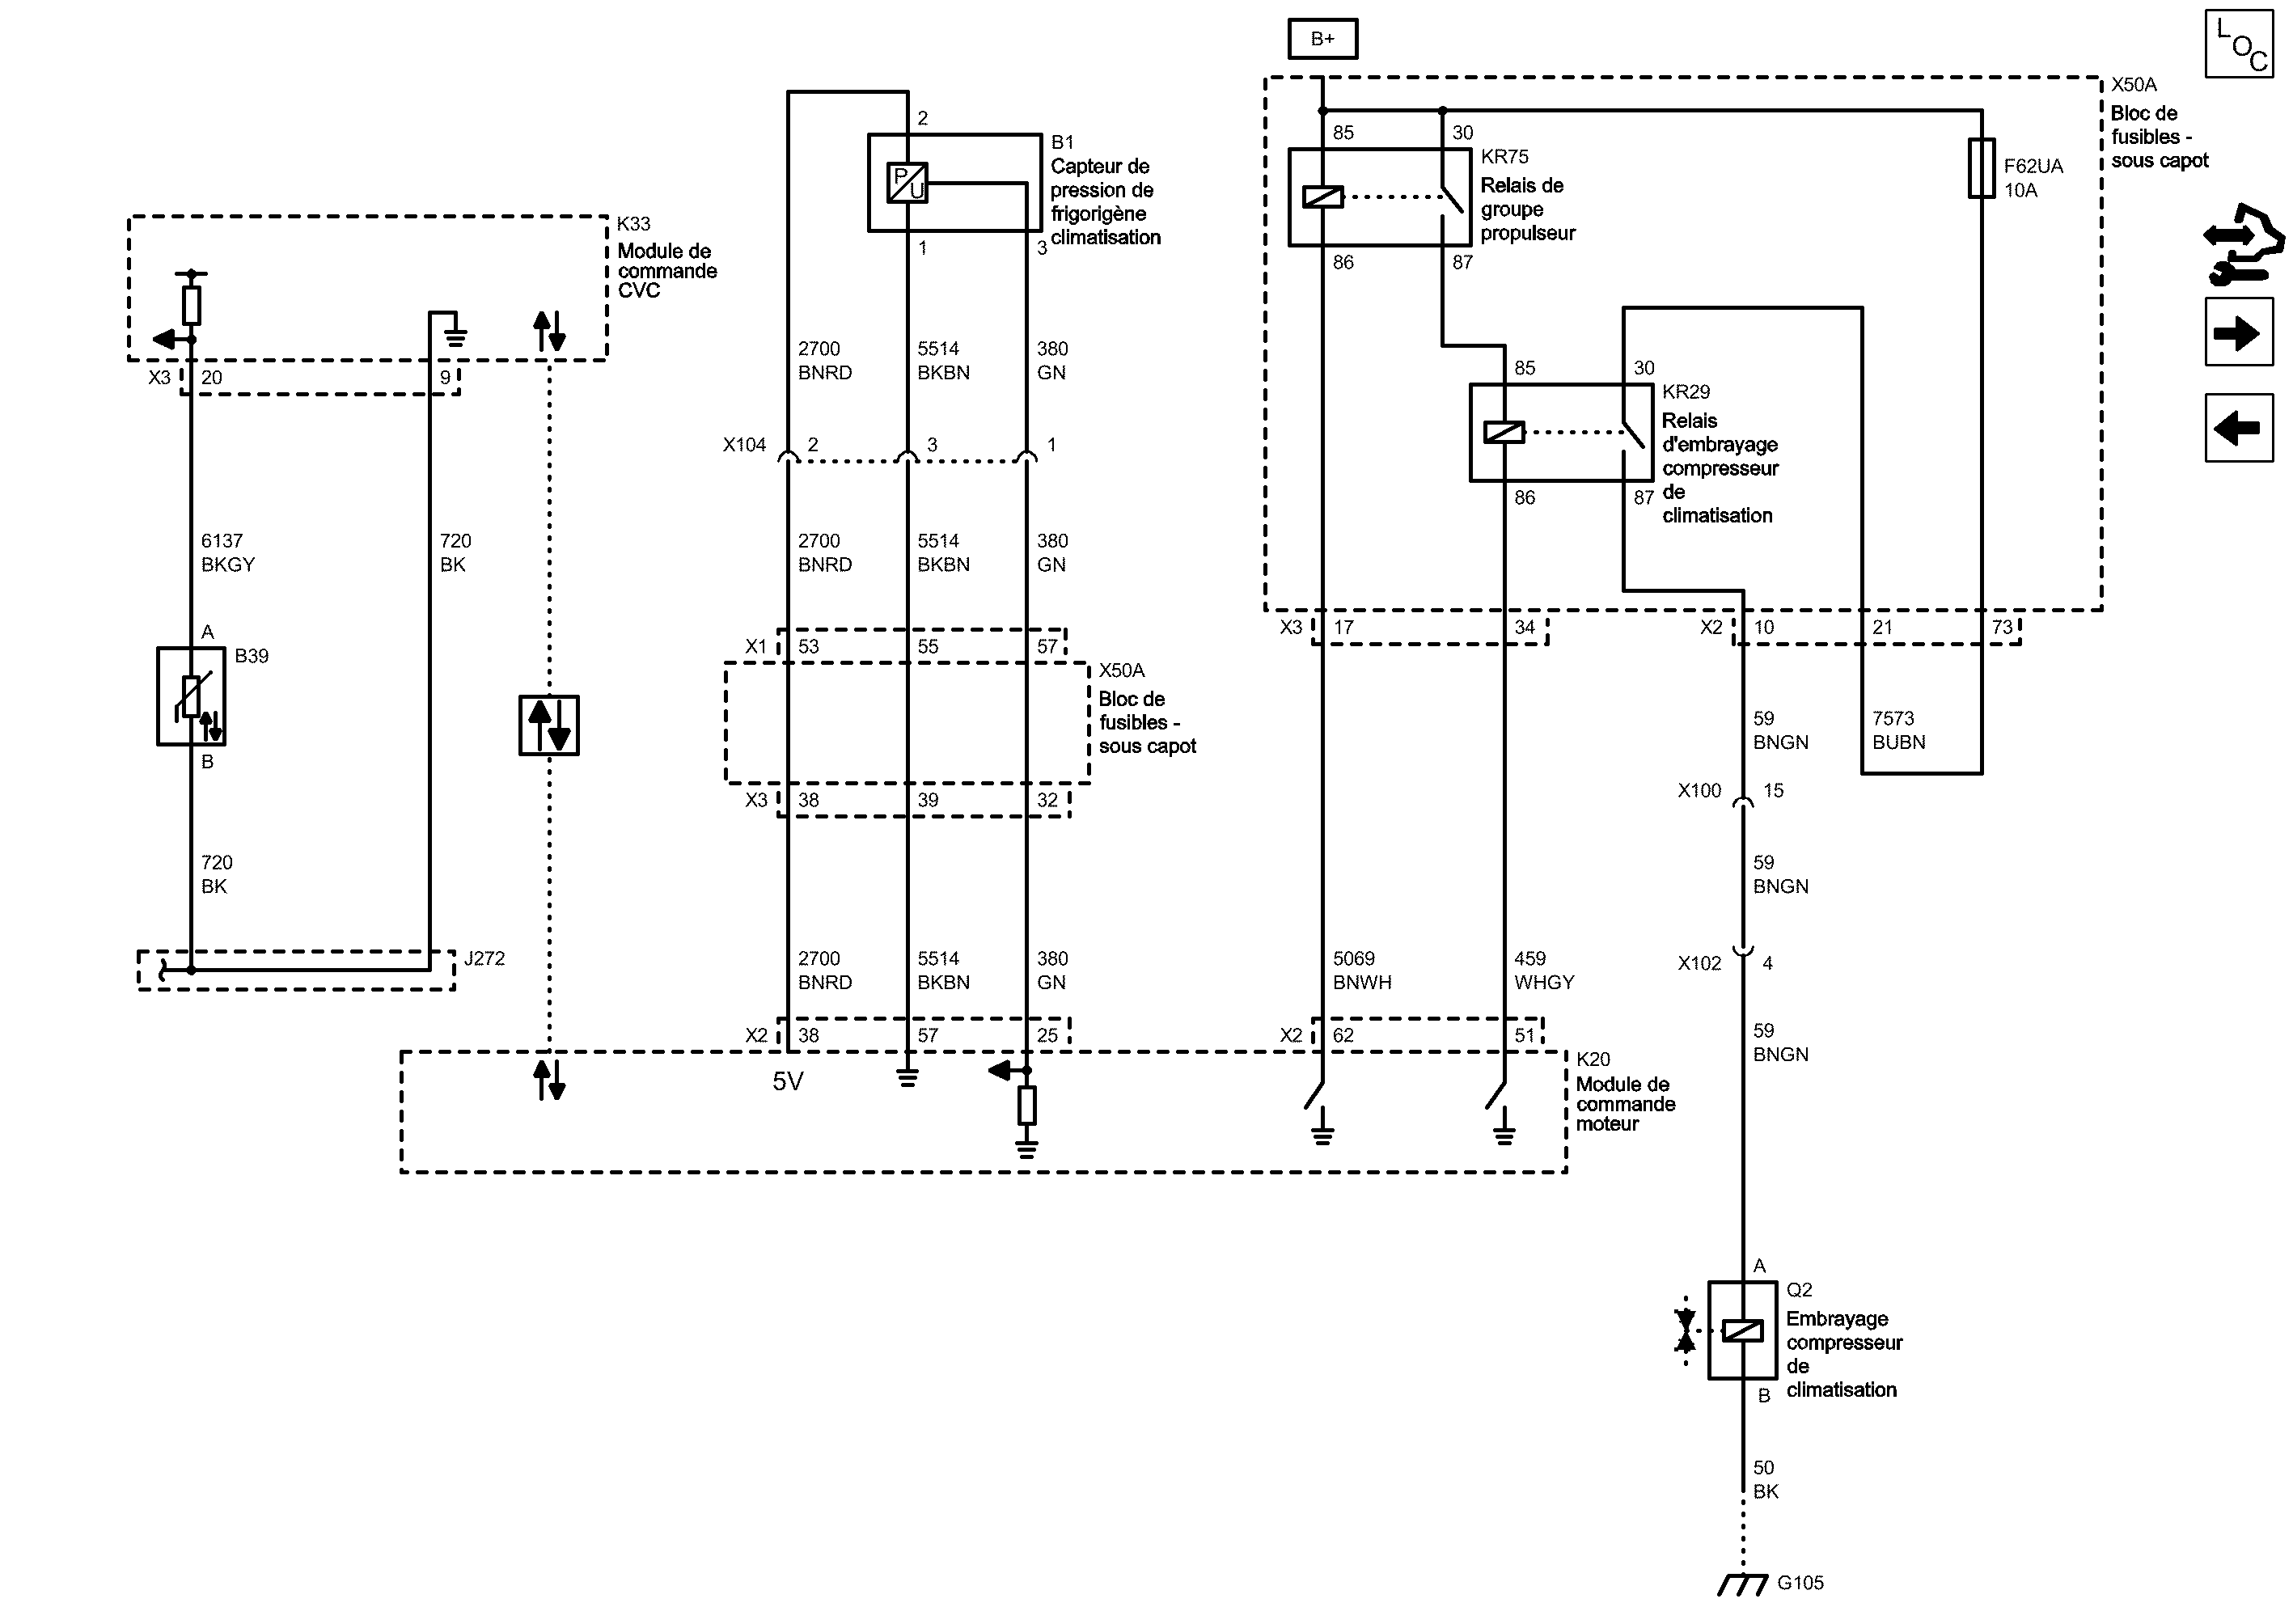 B+
LOC
X50A
Bloc de
fusibles -
sous capot
2
B1
Capteur de
pression de
frigorigène
climatisation
P
U
1
3
85
30
KR75
Relais de
groupe
propulseur
86
87
F62UA
10A
K33
Module de
commande
CVC
X3
20
9
2700
BNRD
5514
BKBN
380
GN
85
30
KR29
Relais
d'embrayage
compresseur
de
climatisation
86
87
X104
2
3
1
6137
BKGY
720
BK
2700
BNRD
5514
BKBN
380
GN
X3
17
34
X2
10
21
73
A
B39
B
X1
53
55
57
X50A
Bloc de
fusibles -
sous capot
X3
38
39
32
59
BNGN
7573
BUBN
X100
15
720
BK
59
BNGN
J272
2700
BNRD
5514
BKBN
380
GN
5069
BNWH
459
WHGY
X102
4
X2
38
57
25
X2
62
51
59
BNGN
5V
K20
Module de
commande
moteur
A
Q2
Embrayage
compresseur
de
climatisation
B
50
BK
G105